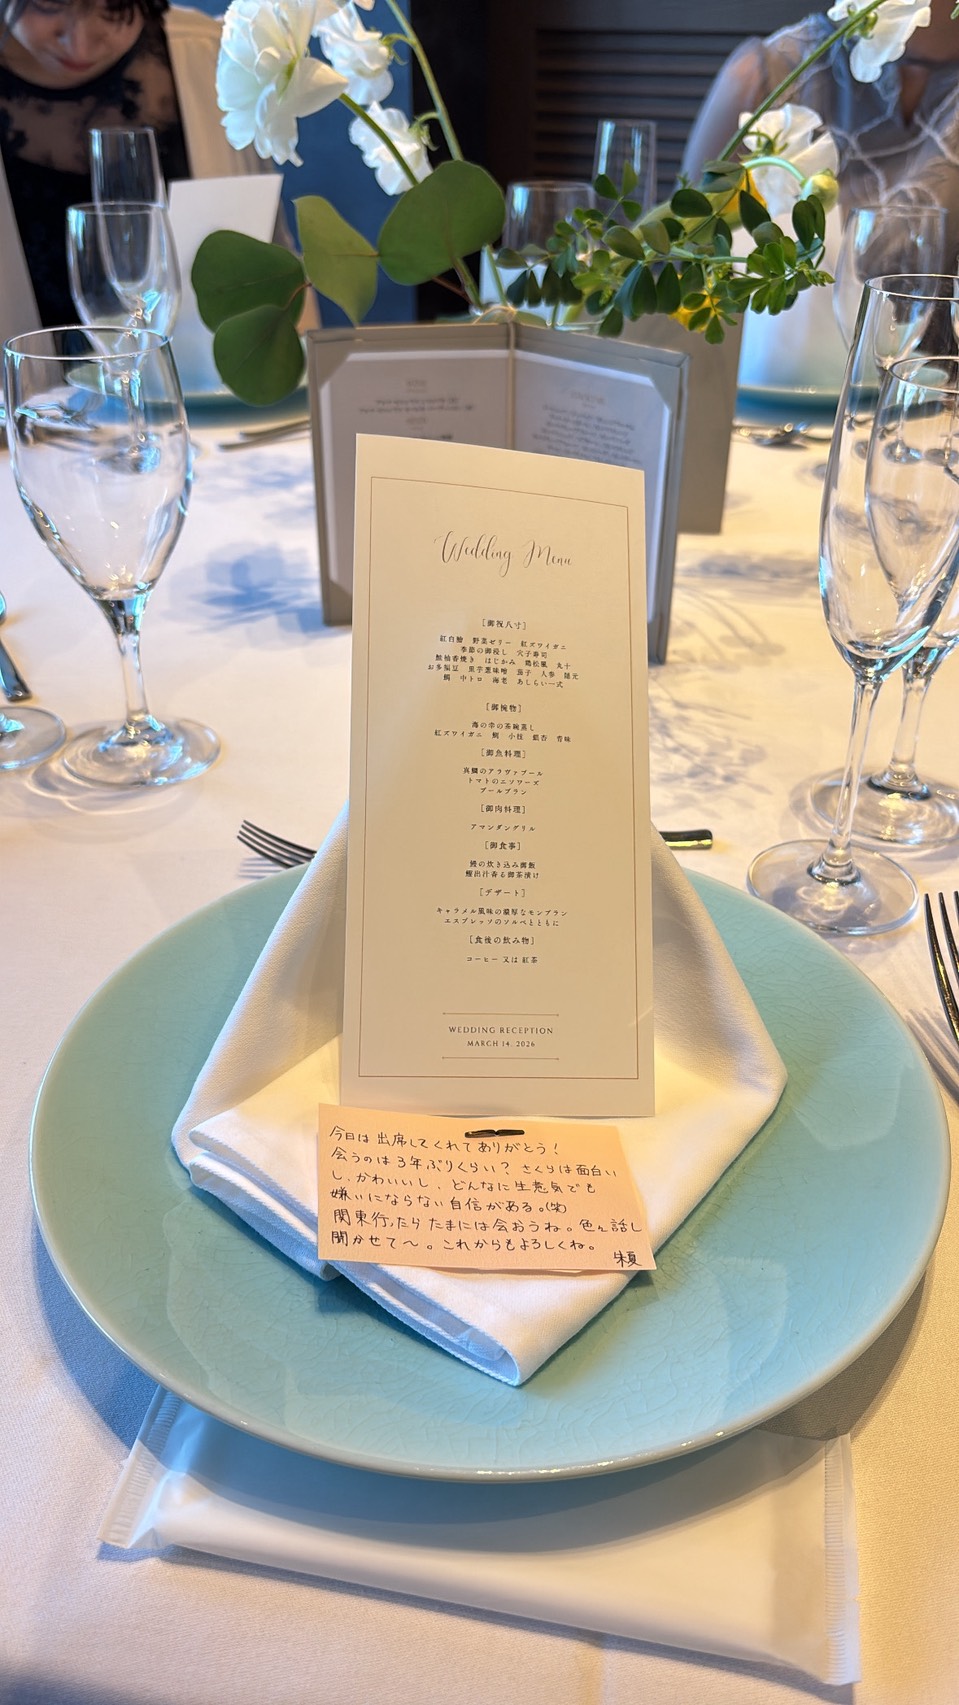 Wedding Menu
[御祝八寸]
紅白膾 野菜ゼリー 紅ズワイガニ
季節の御浸し 穴子寿司
鮭柚香焼き はじかみ 鶏松風 丸十
お多福豆 里芋葱味噌 茄子 人参 隠元
鯛 中トロ 海老 あしらい一式
[御椀物]
海の幸の茶碗蒸し
紅ズワイガニ 鯛 小柱 銀杏 香味
[御魚料理]
真鯛のアラヴァプール
トマトのエソワーズ
ブールブラン
[御肉料理]
アマンダングリル
[御食事]
鰻の炊き込み御飯
鰹出汁香る御茶漬け
[デザート]
キャラメル風味の濃厚なモンブラン
エスプレッソのソルベとともに
[食後の飲み物]
コーヒー 又は 紅茶
WEDDING RECEPTION
MARCH 14. 2026
今日は出席してくれてありがとう！
会うのは3年ぶりくらい？さくらは面白い
し、かわいいし、どんなに生意気でも
嫌いにならない自信がある。(笑)
関東行ったらたまには会おうね。色々話し
聞かせて〜。これからもよろしくね。
朱夏